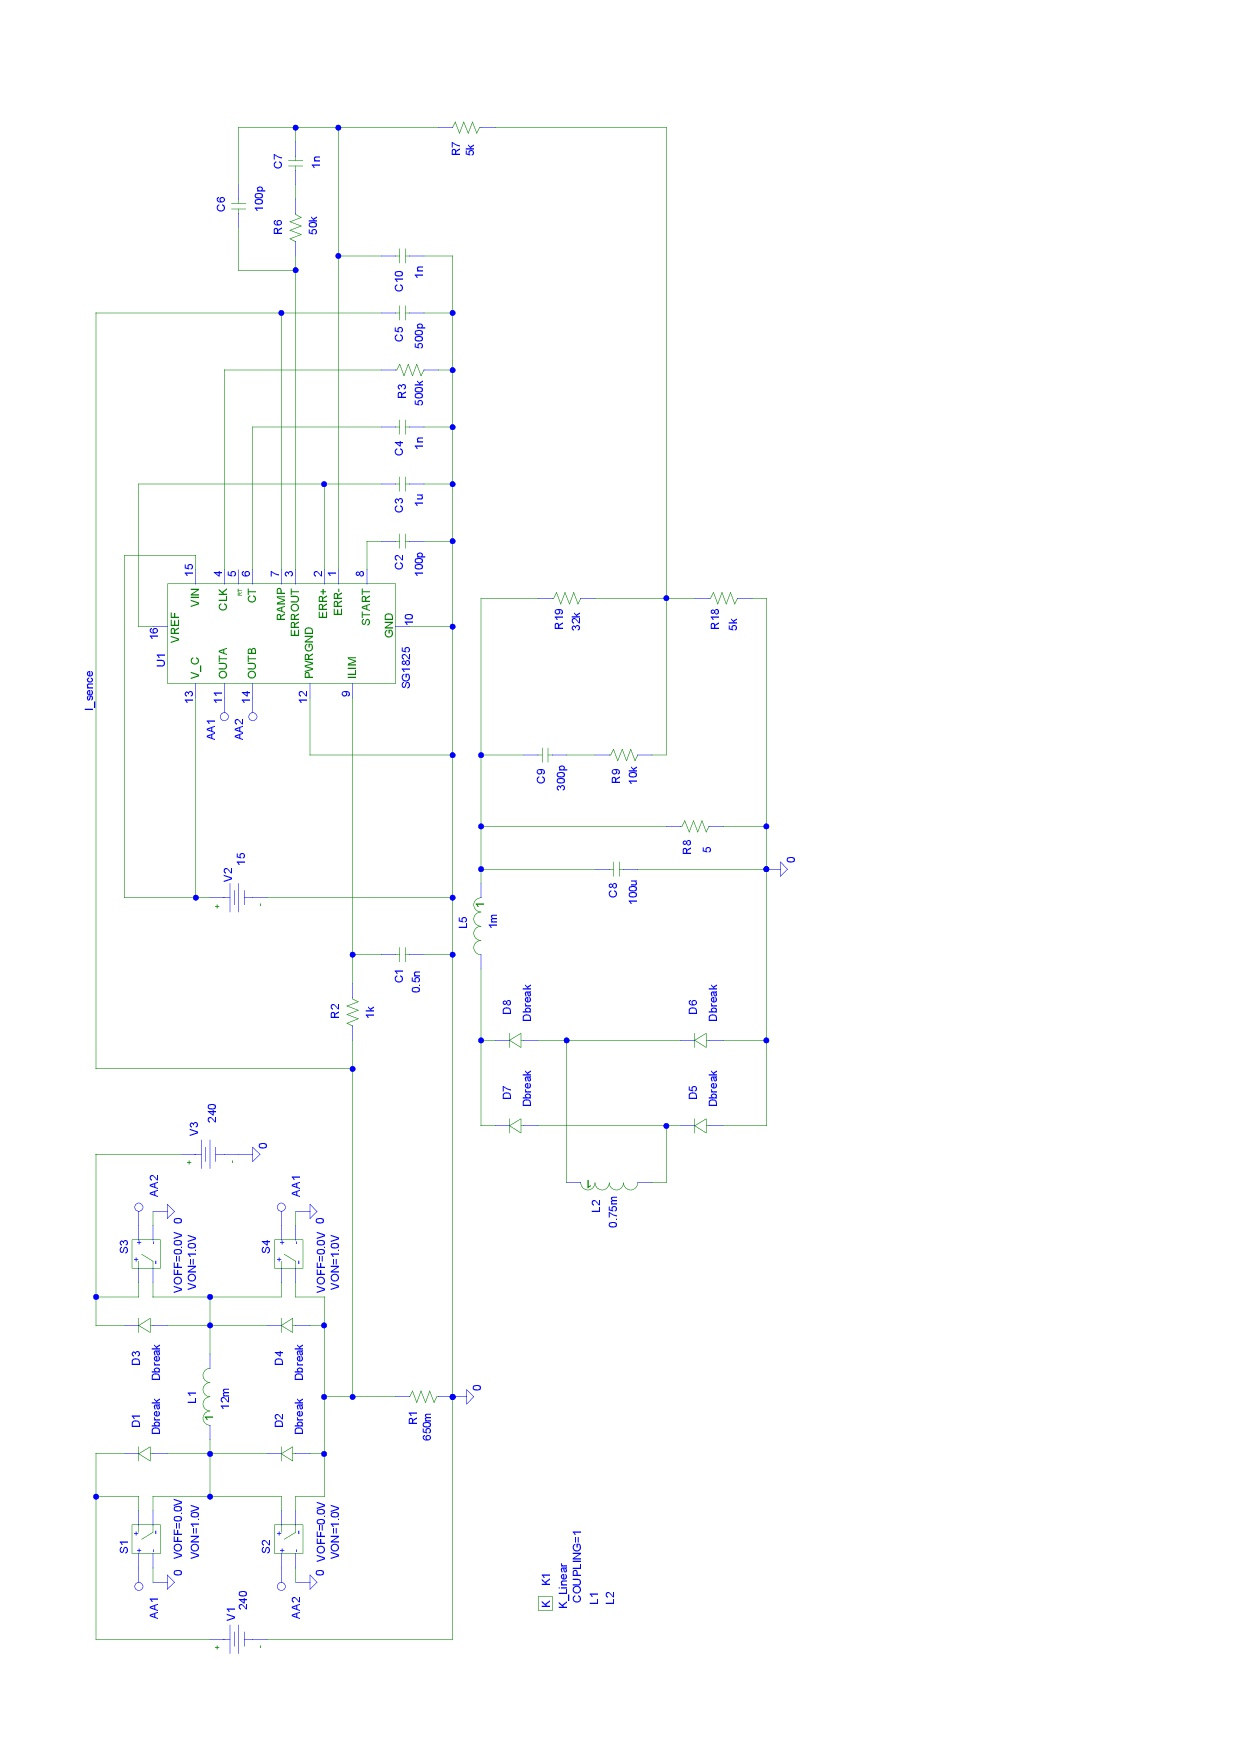 R7
5k
C7
1n
C6
100p
R6
50k
C10
1n
C5
500p
R3
500k
C4
1n
C3
1u
C2
100p
15
4
5
6
7
3
2
1
8
VIN
CLK
RT
CT
RAMP
ERROUT
ERR+
ERR-
START
16
VREF
GND
10
U1
V_C
OUTA
OUTB
PWRGND
ILIM
SG1825
13
11
14
12
9
AA1
AA2
I_sence
R19
32k
R18
5k
C9
300p
R9
10k
R8
5
C8
100u
0
V2
15
+
-
L5
1
1m
C1
0.5n
R2
1k
D8
Dbreak
D6
Dbreak
D7
Dbreak
D5
Dbreak
L2
1
0.75m
V3
240
+
-
0
AA2
S3
+
-
+
-
0
VOFF=0.0V
VON=1.0V
AA1
S4
+
-
+
-
0
VOFF=0.0V
VON=1.0V
D3
Dbreak
D4
Dbreak
L1
1
12m
D1
Dbreak
D2
Dbreak
R1
650m
0
S1
+
-
+
-
0
VOFF=0.0V
VON=1.0V
AA1
S2
+
-
+
-
0
VOFF=0.0V
VON=1.0V
AA2
V1
240
+
-
K
K1
K_Linear
COUPLING=1
L1
L2